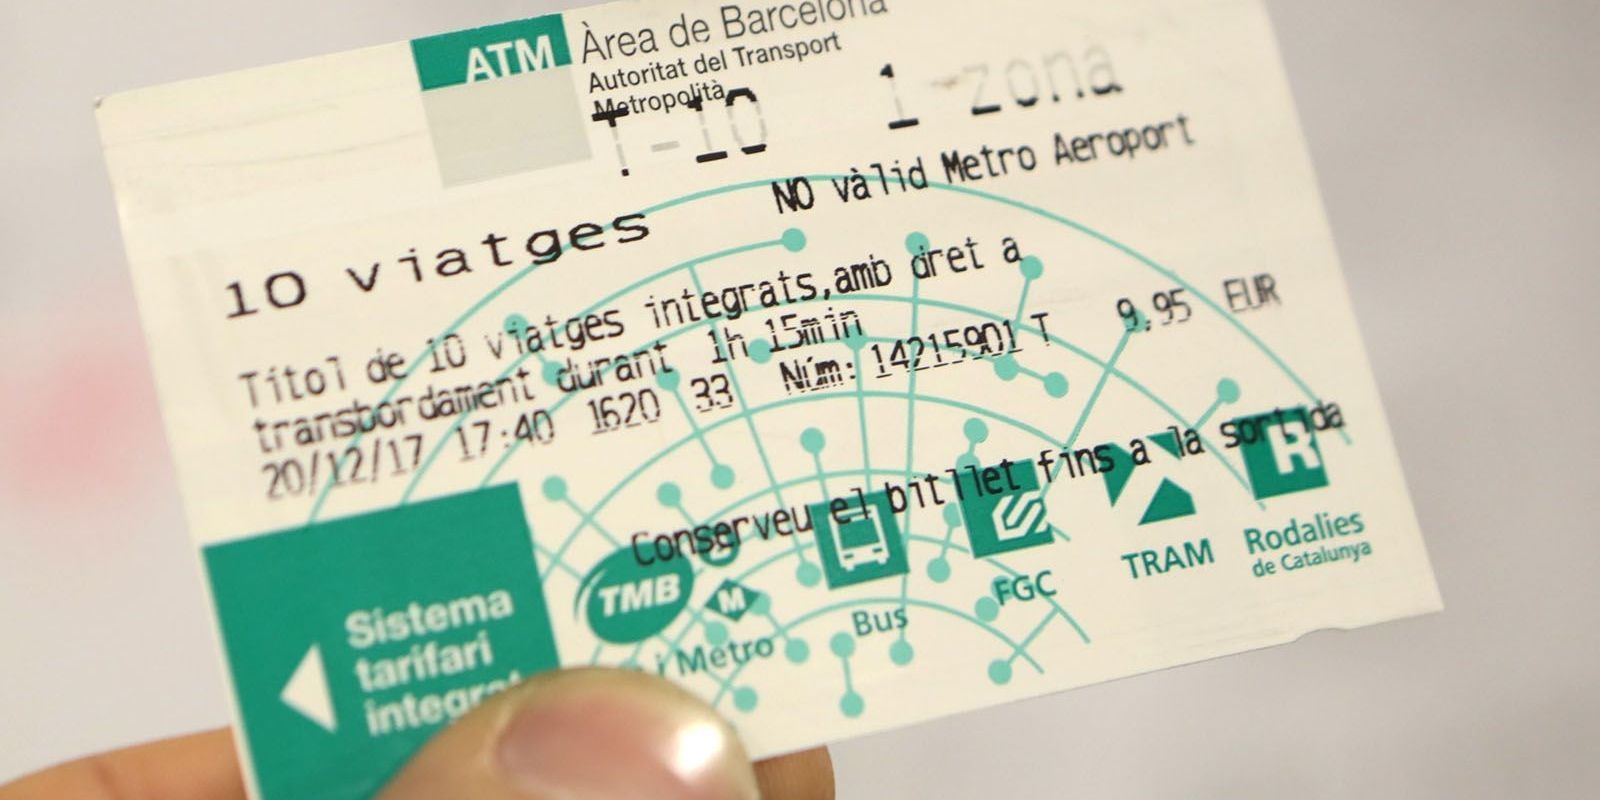 ATM
Àrea de Barcelona
Autoritat del Transport
Metropolità
T-10 1-zona
NO vàlid Metro Aeroport
10 viatges
Títol de 10 viatges integrats,amb dret a
transbordament durant 1h 15min
20/12/17 17:40 1620 33 Núm: 14215901 T 9,95 EUR
Conserveu el bitllet fins a la sortida
Sistema
tarifari
integrat
TMB
M
i Metro
Bus
FGC
TRAM
R
Rodalies
de Catalunya